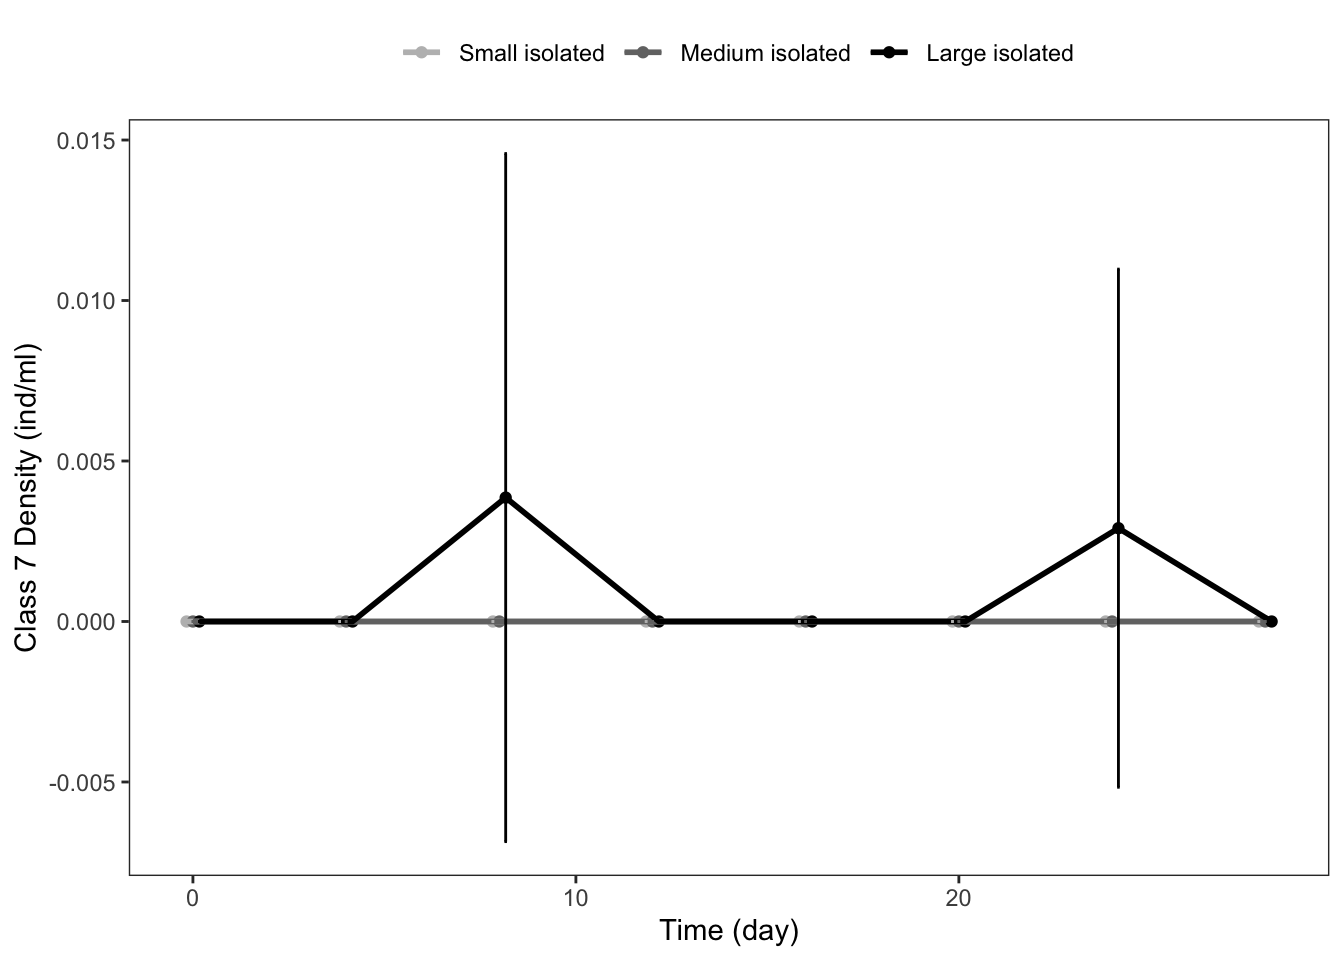 Small isolated Medium isolated Large isolated
0.015
0.010
0.005
0.000
-0.005
Class 7 Density (ind/ml)
0 10 20
Time (day)